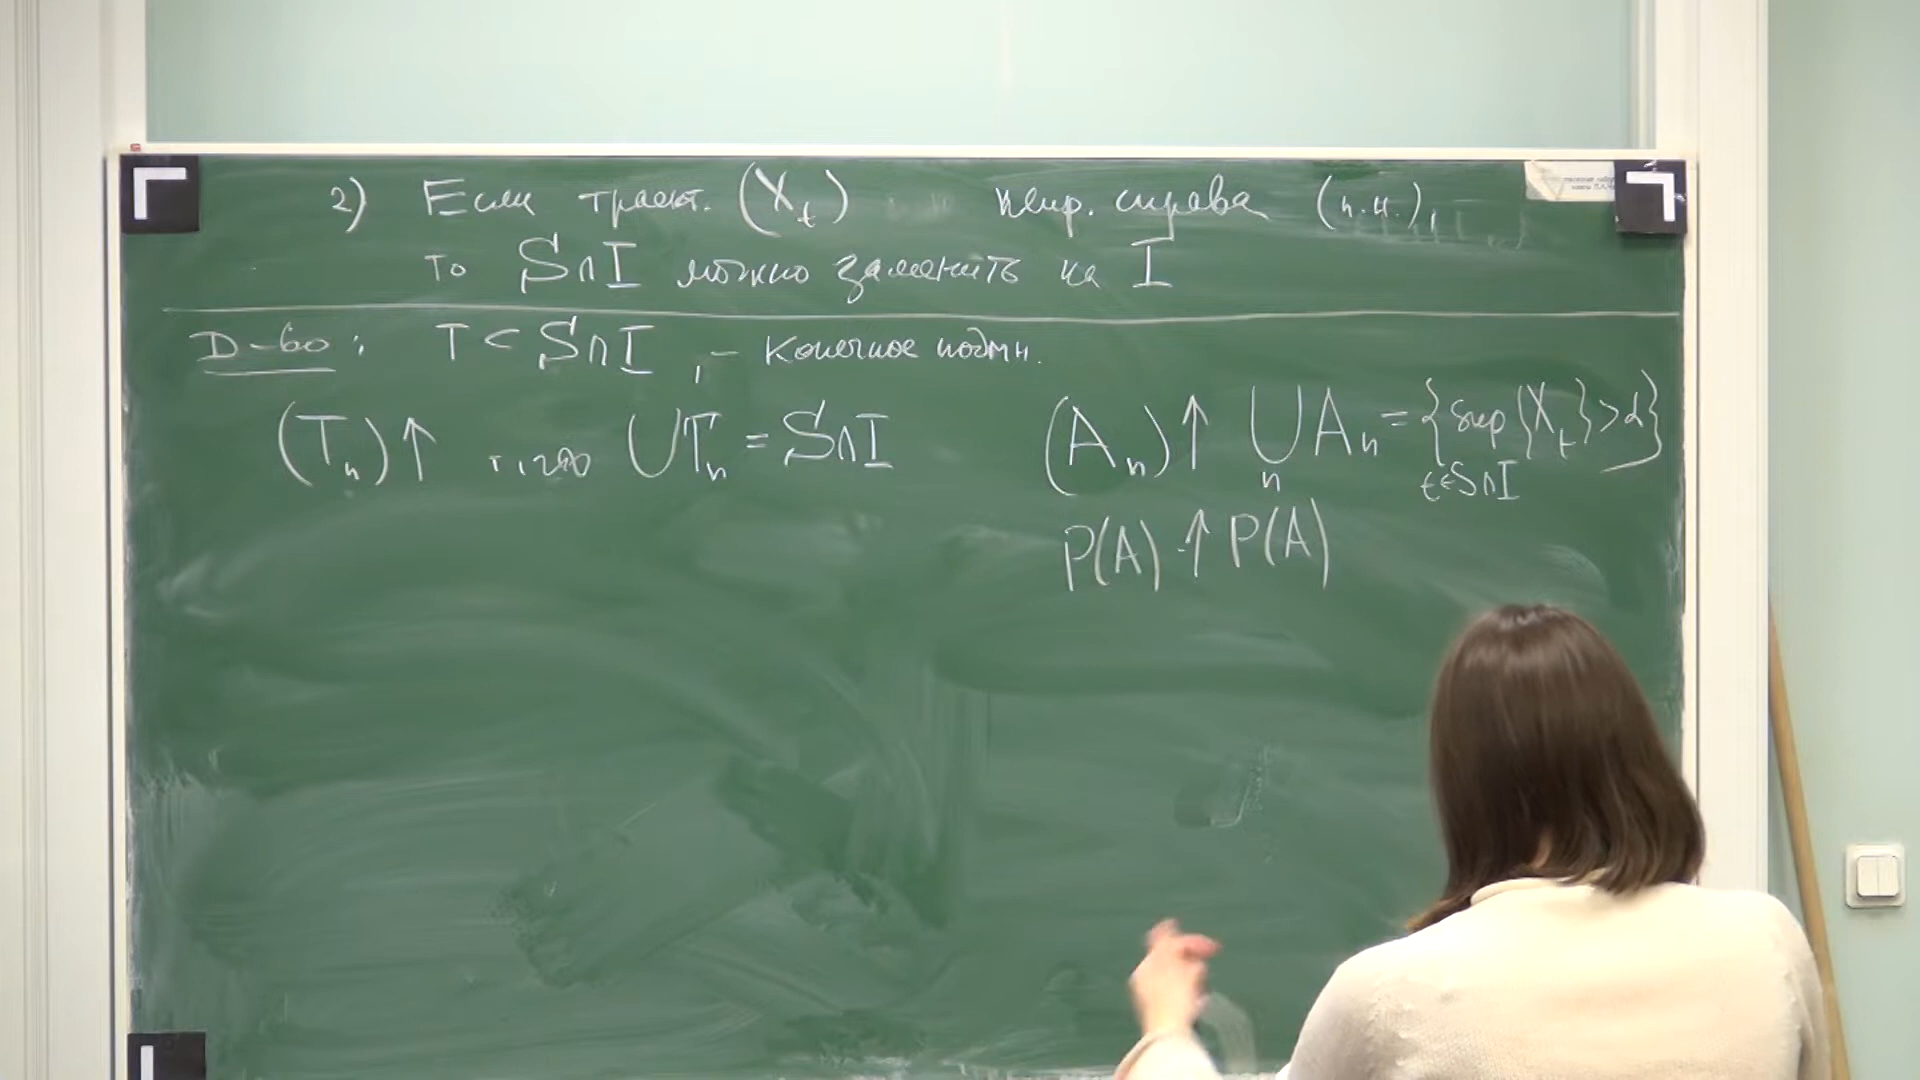 2) Если траект. (X_t) непр. справа (п.н.),
то S∩I можно заменить на I
D-во: T ⊂ S∩I, – конечное подмн.
(T_n)↑ т.что ∪T_n = S∩I (A_n)↑ ∪_n A_n = {sup_{t∈S∩I} {X_t} > α}
P(A) ↑ P(A)